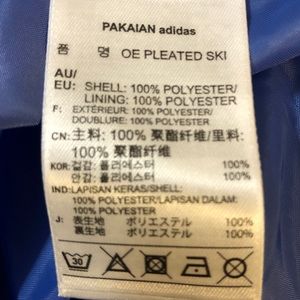 PAKAIAN adidas
품 명 OE PLEATED SKI
AU/
EU: SHELL: 100% POLYESTER/
LINING: 100% POLYESTER
F: EXTÉRIEUR: 100% POLYESTER/
DOUBLURE: 100% POLYESTER
CN: 主料: 100% 聚酯纤维/里料:
100% 聚酯纤维
KOR: 겉감: 폴리에스터 100%
안감: 폴리에스터 100%
IND: LAPISAN KERAS/SHELL:
100% POLYESTER/LAPISAN DALAM:
100% POLYESTER
J: 表生地 ポリエステル 100%
裏生地 ポリエステル 100%
30